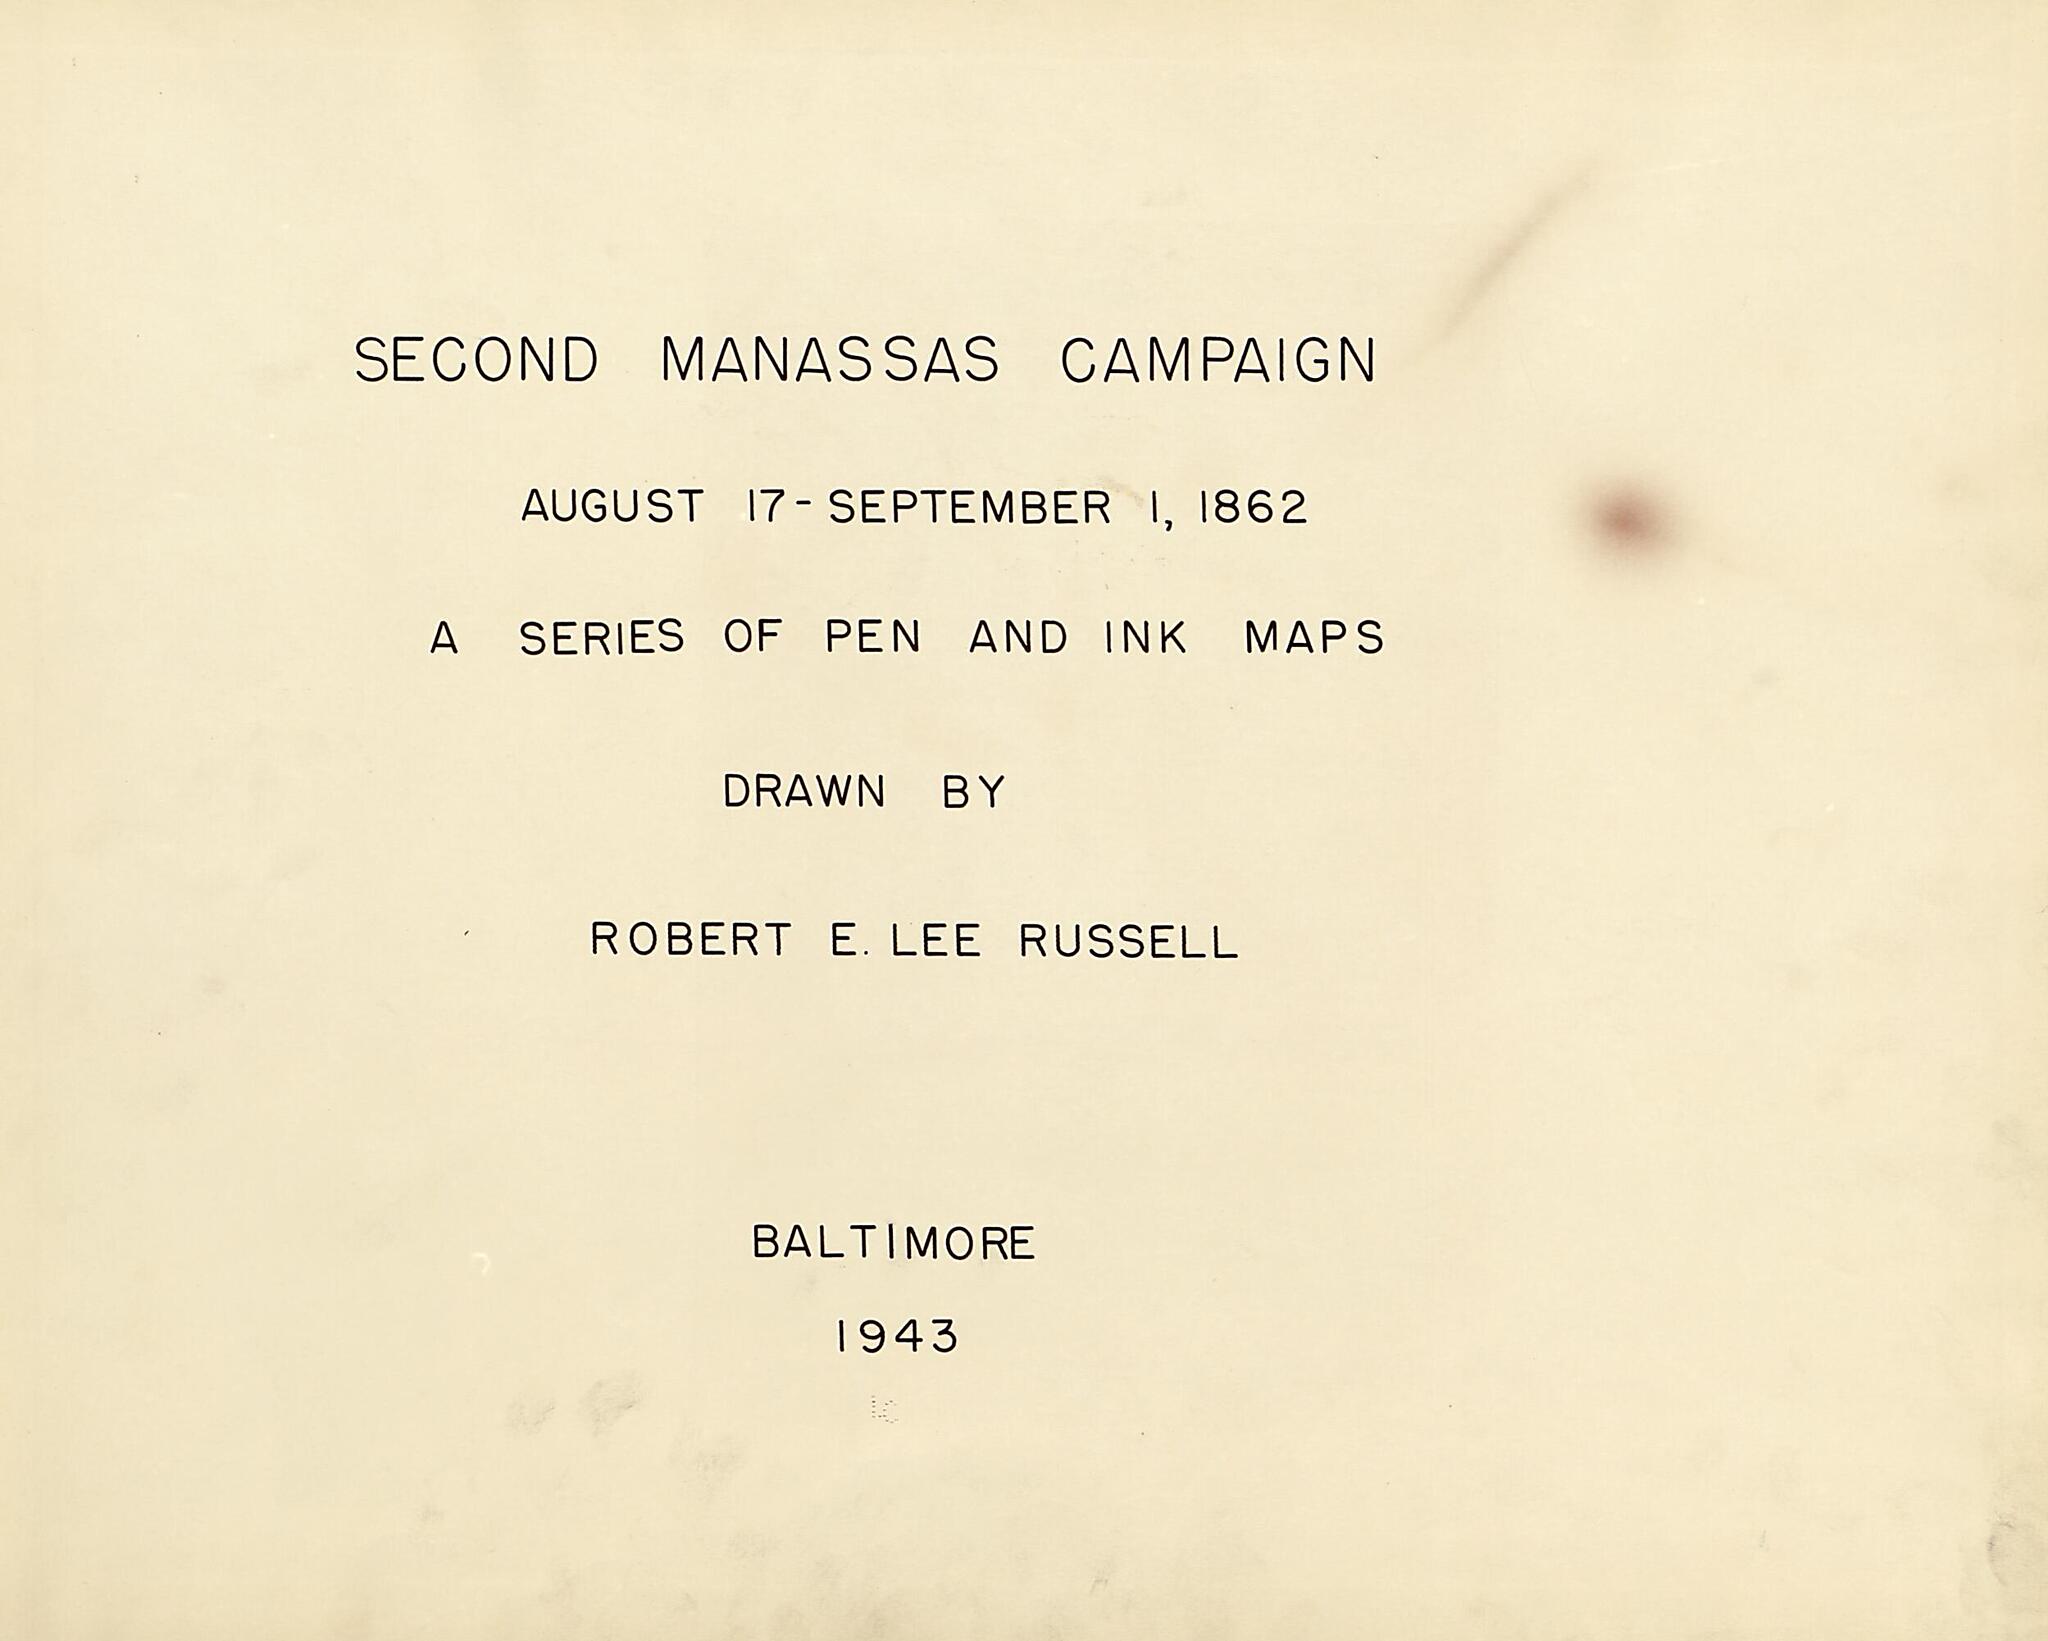 SECOND MANASSAS CAMPAIGN
AUGUST 17-SEPTEMBER 1, 1862
A SERIES OF PEN AND INK MAPS
DRAWN BY
ROBERT E. LEE RUSSELL
BALTIMORE
1943
LC